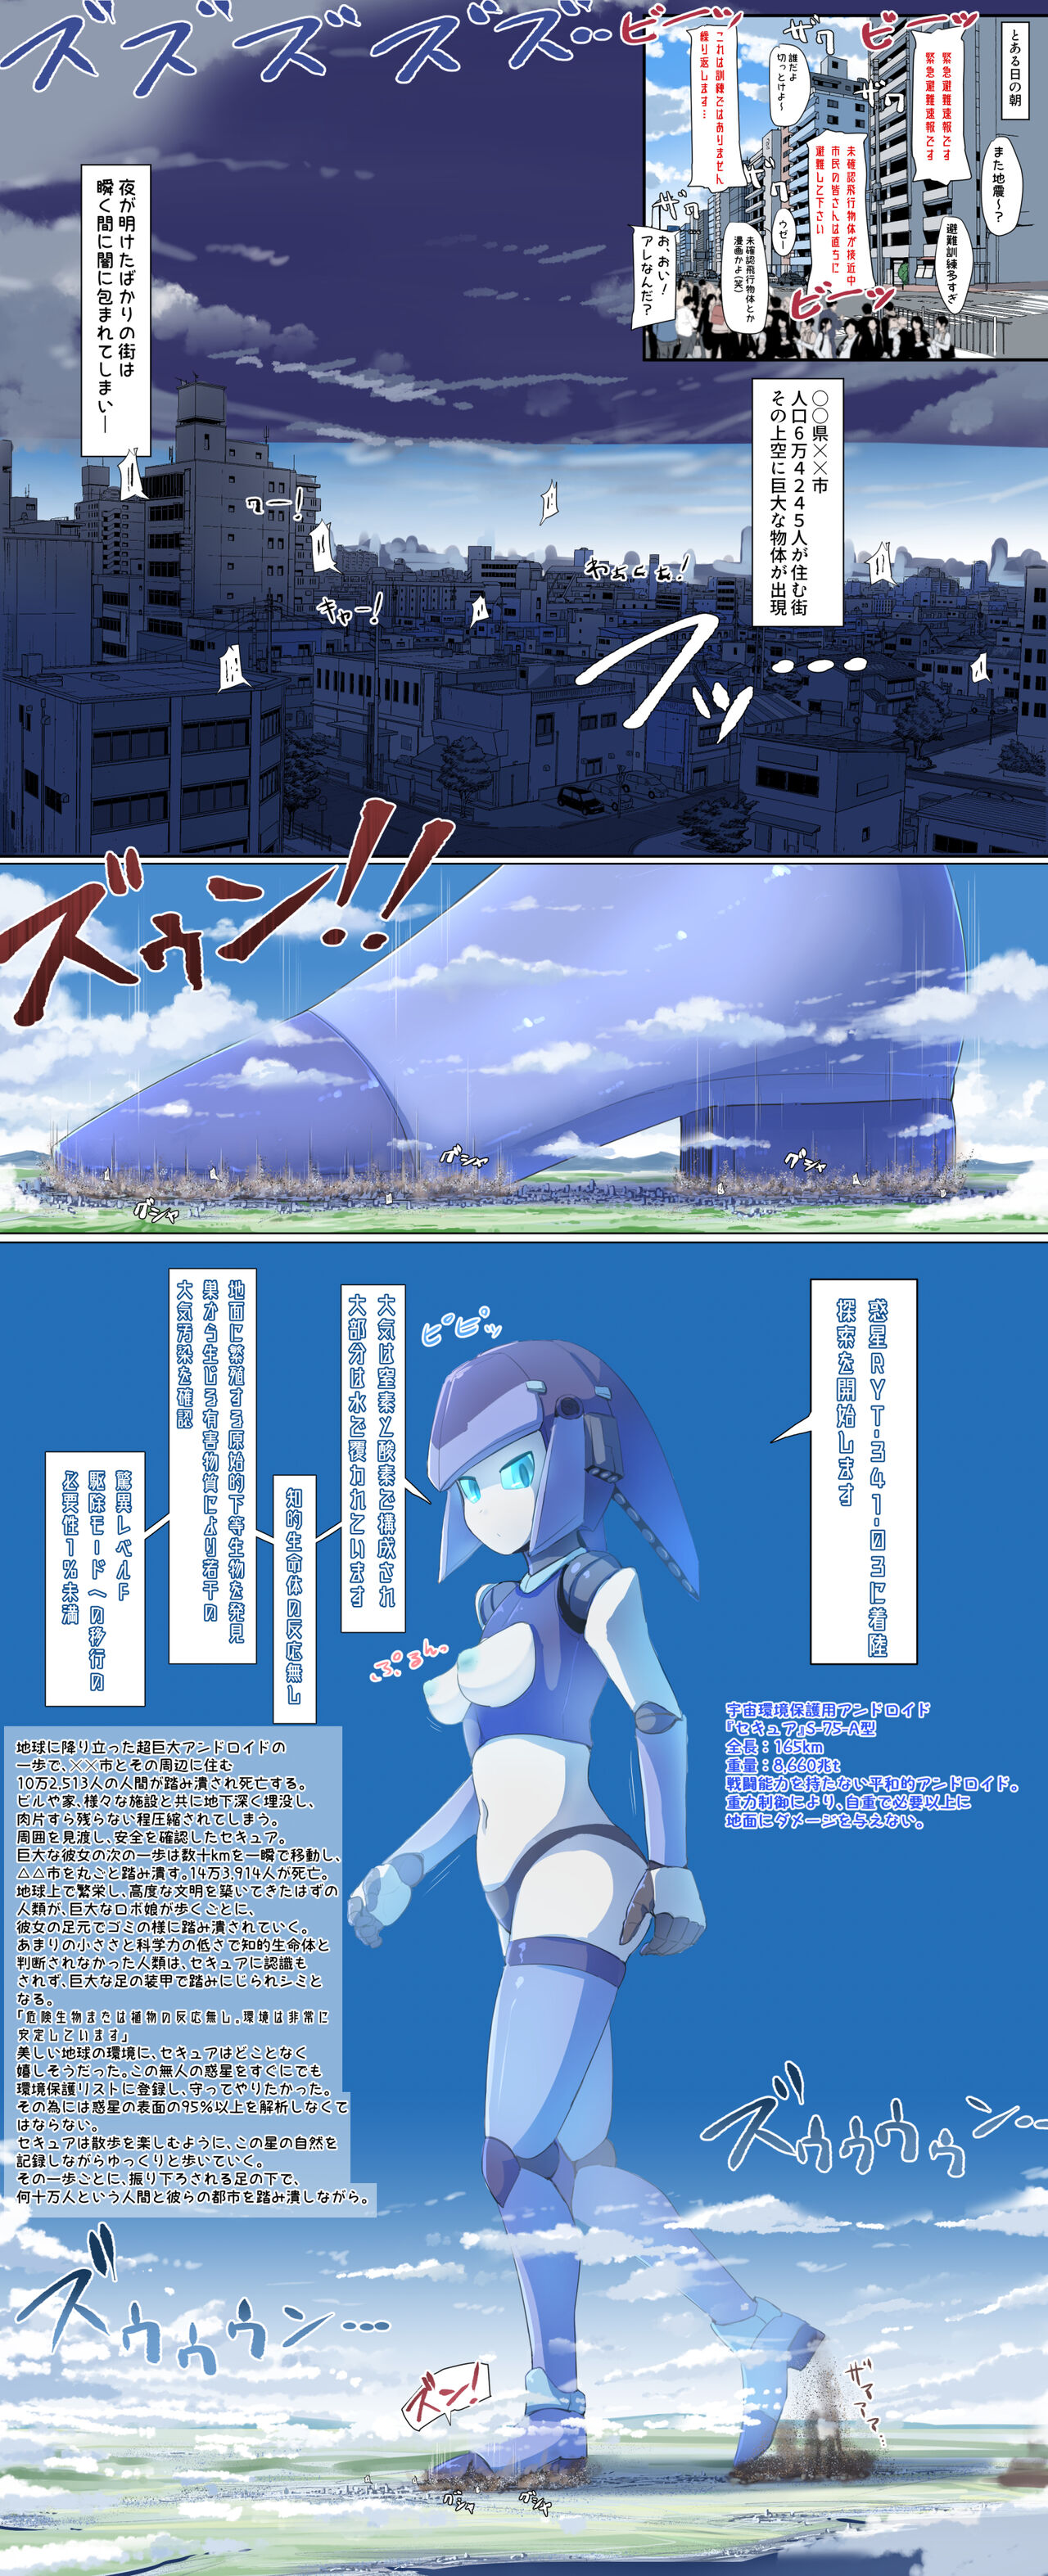 ズズズズズ…
とある日の朝
ビーッ
ビーッ
ザワ
ザワ
緊急避難速報です
緊急避難速報です
また地震～?
避難訓練多すぎ
誰だよ
切っとけよ～
未確認飛行物体が接近中
市民の皆さんは直ちに
避難して下さい
これは訓練ではありません
繰り返します…
ザワ
ザワ
ウゼー
未確認飛行物体とか
漫画かよ(笑)
ビーッ
お、おい!
アレなんだ?
〇〇県××市
人口6万4245人が住む街
その上空に巨大な物体が出現
夜が明けたばかりの街は
瞬く間に闇に包まれてしまい―
わー!
キャー!
わぁぁぁ!
フッ…
ズゥン!!
グシャ
グシャ
グシャ
惑星RYT-341-03に着陸
探索を開始します
ピピッ
大気は窒素と酸素で構成され
大部分は水で覆われています
知的生命体の反応無し
地面に繁殖する原始的下等生物を発見
巣から生じる有害物質により若干の
大気汚染を確認
驚異レベルF
駆除モードへの移行の
必要性1%未満
ぷるんっ
宇宙環境保護用アンドロイド
『セキュア』S-75-A型
全長：165km
重量：8,660兆t
戦闘能力を持たない平和的アンドロイド。
重力制御により、自重で必要以上に
地面にダメージを与えない。
地球に降り立った超巨大アンドロイドの
一歩で、××市とその周辺に住む
10万2,513人の人間が踏み潰され死亡する。
ビルや家、様々な施設と共に地下深く埋没し、
肉片すら残らない程圧縮されてしまう。
周囲を見渡し、安全を確認したセキュア。
巨大な彼女の次の一歩は数十kmを一瞬で移動し、
△△市を丸ごと踏み潰す。14万3,914人が死亡。
地球上で繁栄し、高度な文明を築いてきたはずの
人類が、巨大なロボ娘が歩くごとに、
彼女の足元でゴミの様に踏み潰されていく。
あまりの小ささと科学力の低さで知的生命体と
判断されなかった人類は、セキュアに認識も
されず、巨大な足の装甲で踏みにじられシミと
なる。
「危険生物または植物の反応無し。環境は非常に
安定しています」
美しい地球の環境に、セキュアはどことなく
嬉しそうだった。この無人の惑星をすぐにでも
環境保護リストに登録し、守ってやりたかった。
その為には惑星の表面の95%以上を解析しなくて
はならない。
セキュアは散歩を楽しむように、この星の自然を
記録しながらゆっくりと歩いていく。
その一歩ごとに、振り下ろされる足の下で、
何十万人という人間と彼らの都市を踏み潰しながら。
ズゥゥゥゥン…
ズゥゥゥン…
ズン!
ザァァァ…
グシャ
グシャ